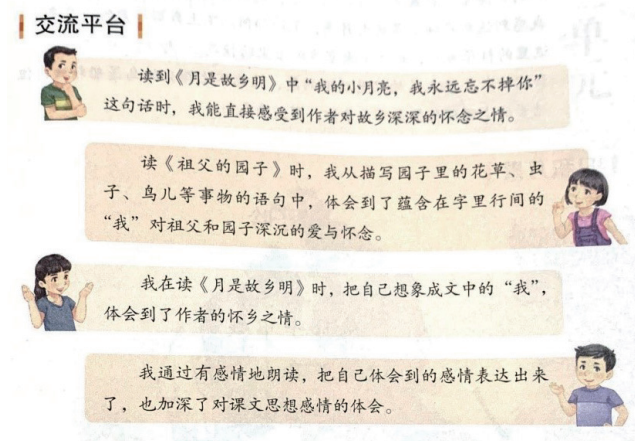 交流平台
读到《月是故乡明》中“我的小月亮，我永远忘不掉你”
这句话时，我能直接感受到作者对故乡深深的怀念之情。
读《祖父的园子》时，我从描写园子里的花草、虫
子、鸟儿等事物的语句中，体会到了蕴含在字里行间的
“我”对祖父和园子深沉的爱与怀念。
我在读《月是故乡明》时，把自己想象成文中的“我”，
体会到了作者的怀乡之情。
我通过有感情地朗读，把自己体会到的感情表达出来
了，也加深了对课文思想感情的体会。